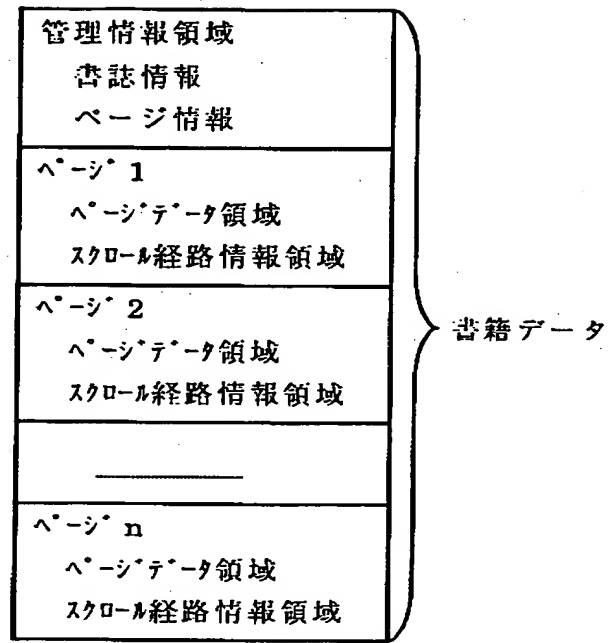 管理情報領域
書誌情報
ページ情報
ﾍﾟｰｼﾞ 1
ﾍﾟｰｼﾞﾃﾞｰﾀ領域
ｽｸﾛｰﾙ経路情報領域
ﾍﾟｰｼﾞ 2
ﾍﾟｰｼﾞﾃﾞｰﾀ領域
ｽｸﾛｰﾙ経路情報領域
書籍データ
ﾍﾟｰｼﾞ n
ﾍﾟｰｼﾞﾃﾞｰﾀ領域
ｽｸﾛｰﾙ経路情報領域